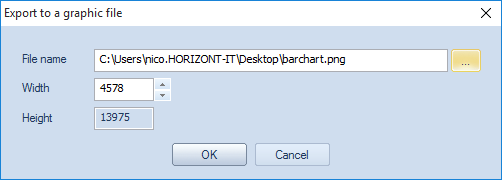 Export to a graphic file
File name C:\Users\nico.HORIZONT-IT\Desktop\barchart.png ...
Width 4578
Height 13975
OK Cancel